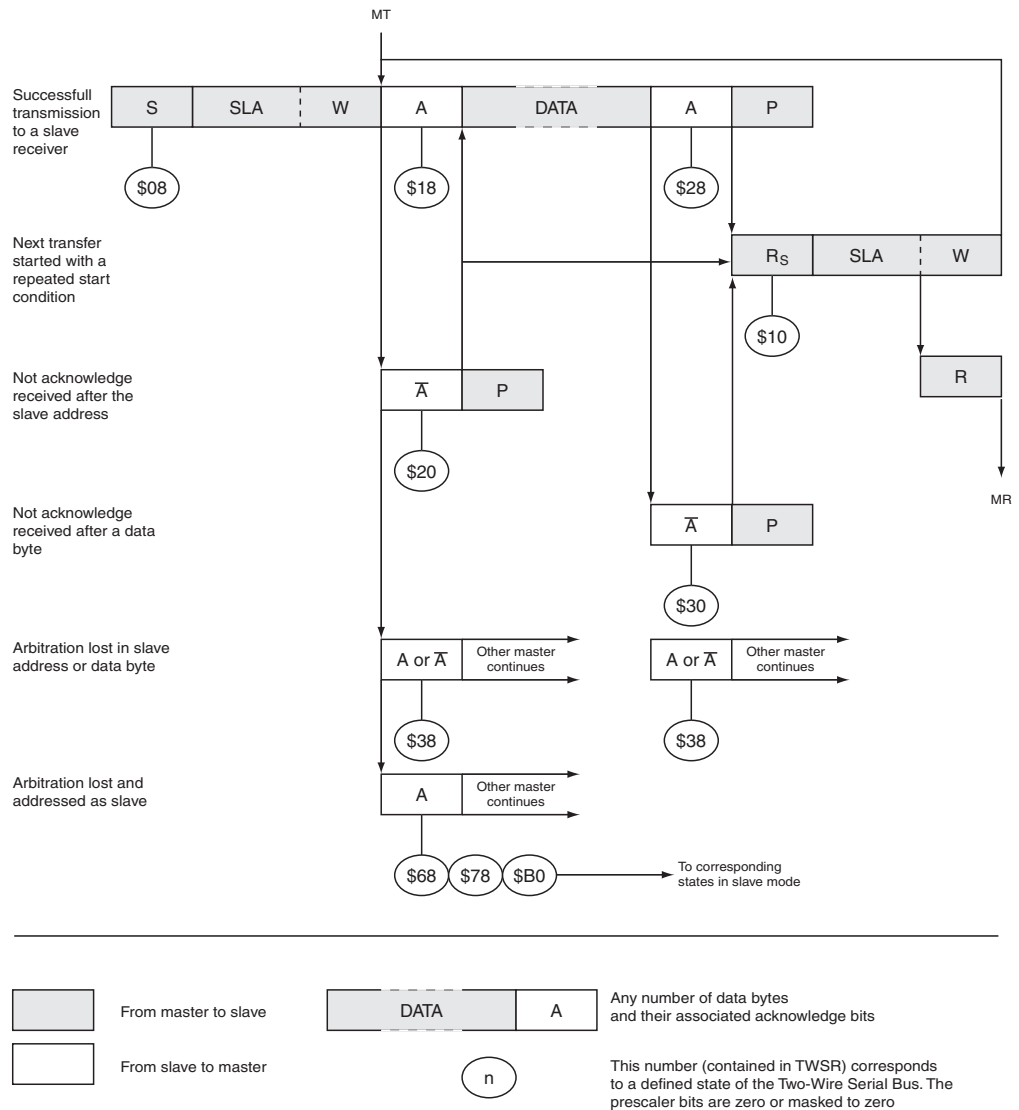 MT
Successfull
transmission
to a slave
receiver
S SLA W A DATA A P
$08 $18 $28
Next transfer
started with a
repeated start
condition
RS SLA W
$10
Not acknowledge
received after the
slave address
A̅ P
R
$20
MR
Not acknowledge
received after a data
byte
A̅ P
$30
Arbitration lost in slave
address or data byte
A or A̅
Other master
continues
A or A̅
Other master
continues
$38 $38
Arbitration lost and
addressed as slave
A
Other master
continues
$68 $78 $B0
To corresponding
states in slave mode
From master to slave
DATA A
Any number of data bytes
and their associated acknowledge bits
From slave to master
n
This number (contained in TWSR) corresponds
to a defined state of the Two-Wire Serial Bus. The
prescaler bits are zero or masked to zero